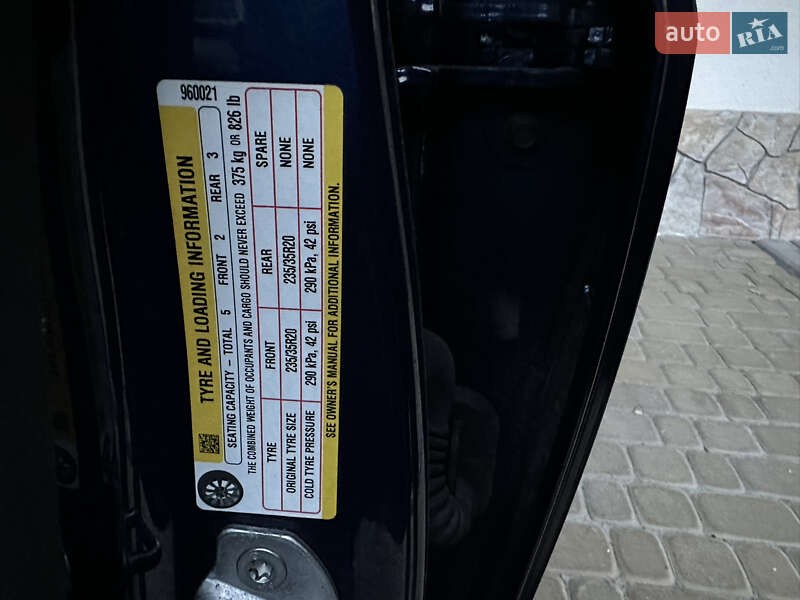 auto RIA.com
960021
TYRE AND LOADING INFORMATION
SEATING CAPACITY - TOTAL 5 FRONT 2 REAR 3
THE COMBINED WEIGHT OF OCCUPANTS AND CARGO SHOULD NEVER EXCEED 375 kg OR 826 lb
TYRE FRONT REAR SPARE
ORIGINAL TYRE SIZE 235/35R20 235/35R20 NONE
COLD TYRE PRESSURE 290 kPa, 42 psi 290 kPa, 42 psi NONE
SEE OWNER'S MANUAL FOR ADDITIONAL INFORMATION.